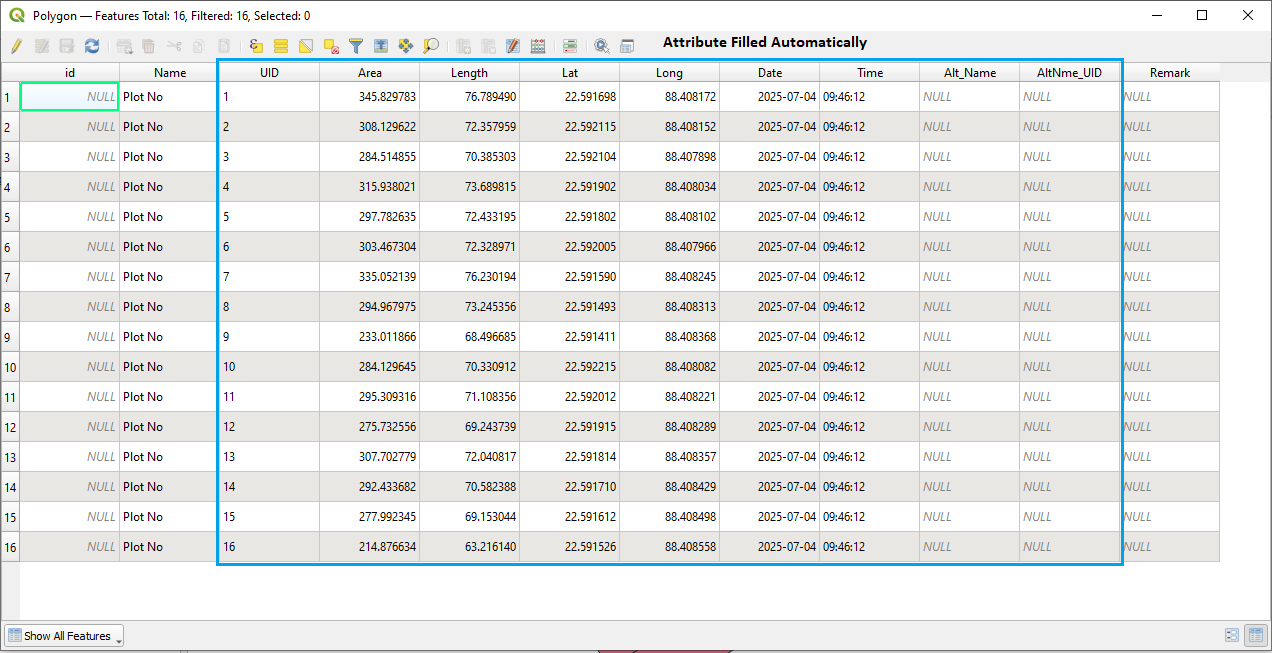 Polygon — Features Total: 16, Filtered: 16, Selected: 0
Attribute Filled Automatically
id Name UID Area Length Lat Long Date Time Alt_Name AltNme_UID Remark
1 NULL Plot No 1 345.829783 76.789490 22.591698 88.408172 2025-07-04 09:46:12 NULL NULL NULL
2 NULL Plot No 2 308.129622 72.357959 22.592115 88.408152 2025-07-04 09:46:12 NULL NULL NULL
3 NULL Plot No 3 284.514855 70.385303 22.592104 88.407898 2025-07-04 09:46:12 NULL NULL NULL
4 NULL Plot No 4 315.938021 73.689815 22.591902 88.408034 2025-07-04 09:46:12 NULL NULL NULL
5 NULL Plot No 5 297.782635 72.433195 22.591802 88.408102 2025-07-04 09:46:12 NULL NULL NULL
6 NULL Plot No 6 303.467304 72.328971 22.592005 88.407966 2025-07-04 09:46:12 NULL NULL NULL
7 NULL Plot No 7 335.052139 76.230194 22.591590 88.408245 2025-07-04 09:46:12 NULL NULL NULL
8 NULL Plot No 8 294.967975 73.245356 22.591493 88.408313 2025-07-04 09:46:12 NULL NULL NULL
9 NULL Plot No 9 233.011866 68.496685 22.591411 88.408368 2025-07-04 09:46:12 NULL NULL NULL
10 NULL Plot No 10 284.129645 70.330912 22.592215 88.408082 2025-07-04 09:46:12 NULL NULL NULL
11 NULL Plot No 11 295.309316 71.108356 22.592012 88.408221 2025-07-04 09:46:12 NULL NULL NULL
12 NULL Plot No 12 275.732556 69.243739 22.591915 88.408289 2025-07-04 09:46:12 NULL NULL NULL
13 NULL Plot No 13 307.702779 72.040817 22.591814 88.408357 2025-07-04 09:46:12 NULL NULL NULL
14 NULL Plot No 14 292.433682 70.582388 22.591710 88.408429 2025-07-04 09:46:12 NULL NULL NULL
15 NULL Plot No 15 277.992345 69.153044 22.591612 88.408498 2025-07-04 09:46:12 NULL NULL NULL
16 NULL Plot No 16 214.876634 63.216140 22.591526 88.408558 2025-07-04 09:46:12 NULL NULL NULL
Show All Features